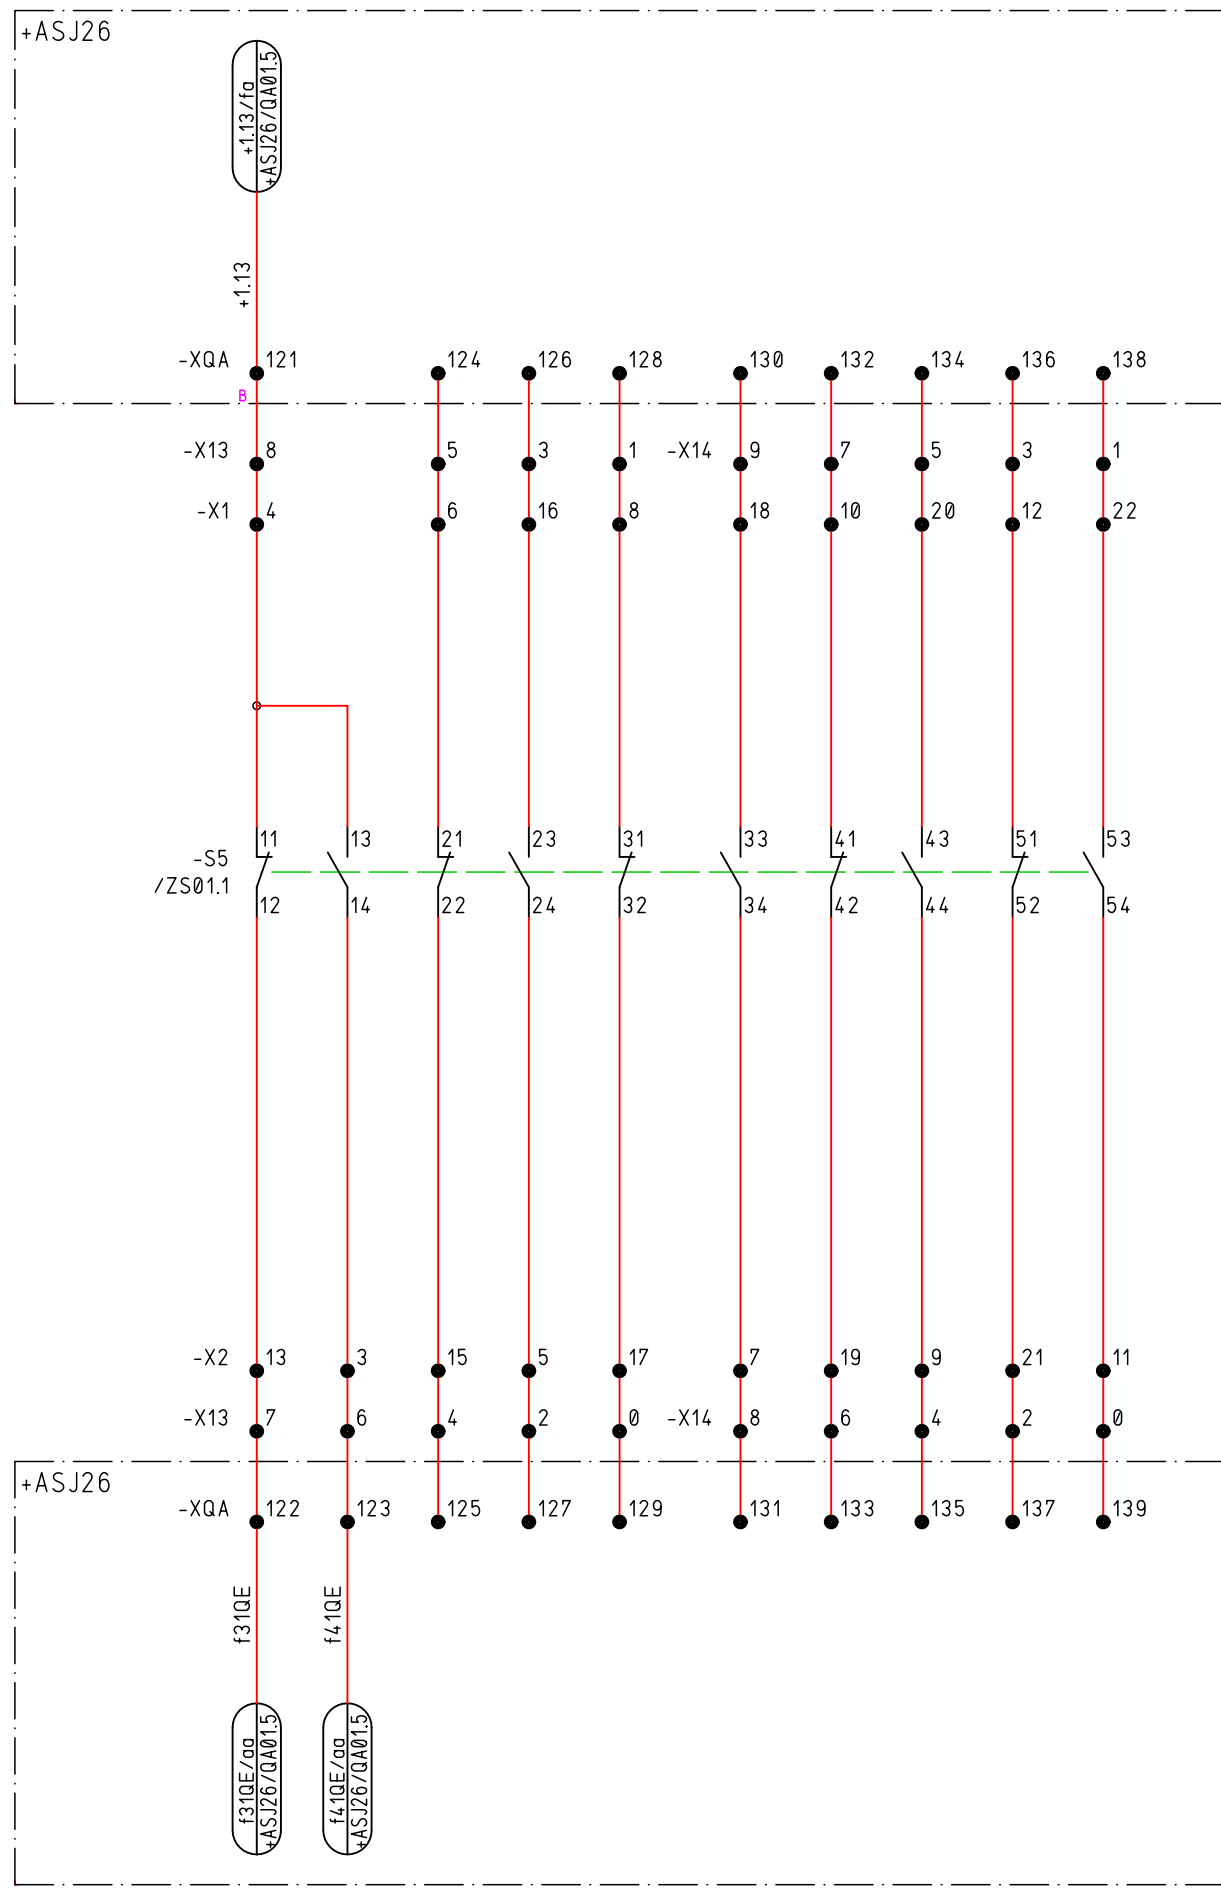 +ASJ26
+1.13/fa
+ASJ26/QA01.5
+1.13
-XQA 121 124 126 128 130 132 134 136 138
B
-X13 8 5 3 1 -X14 9 7 5 3 1
-X1 4 6 16 8 18 10 20 12 22
11 13 21 23 31 33 41 43 51 53
-S5
/ZS01.1
12 14 22 24 32 34 42 44 52 54
-X2 13 3 15 5 17 7 19 9 21 11
-X13 7 6 4 2 0 -X14 8 6 4 2 0
+ASJ26
-XQA 122 123 125 127 129 131 133 135 137 139
f31QE f41QE
f31QE/aa
+ASJ26/QA01.5
f41QE/aa
+ASJ26/QA01.5